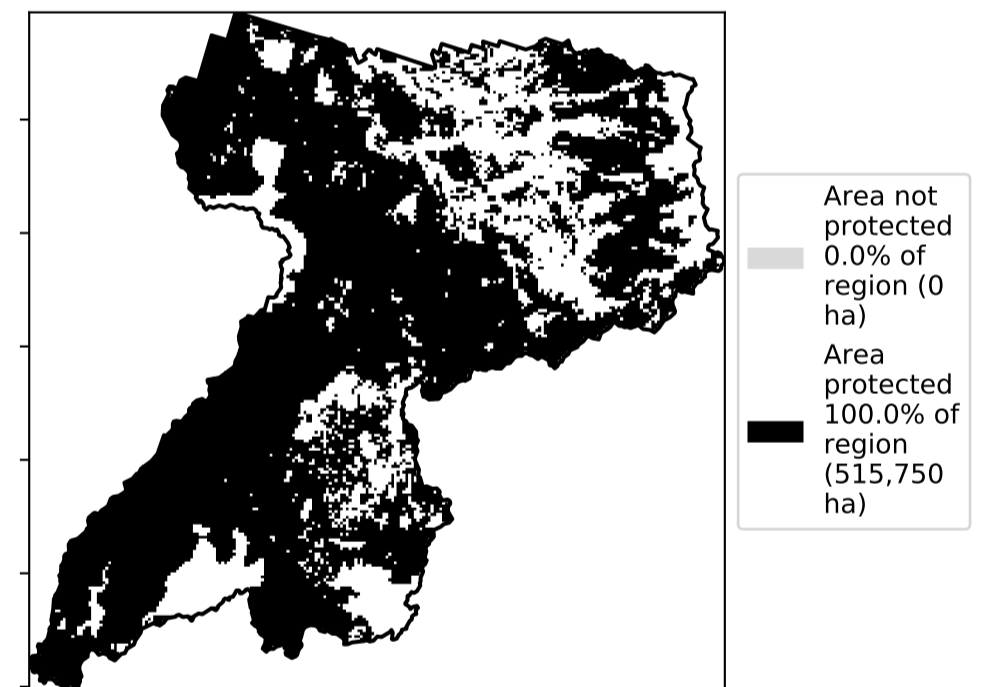 Area not
protected
0.0% of
region (0
ha)
Area
protected
100.0% of
region
(515,750
ha)